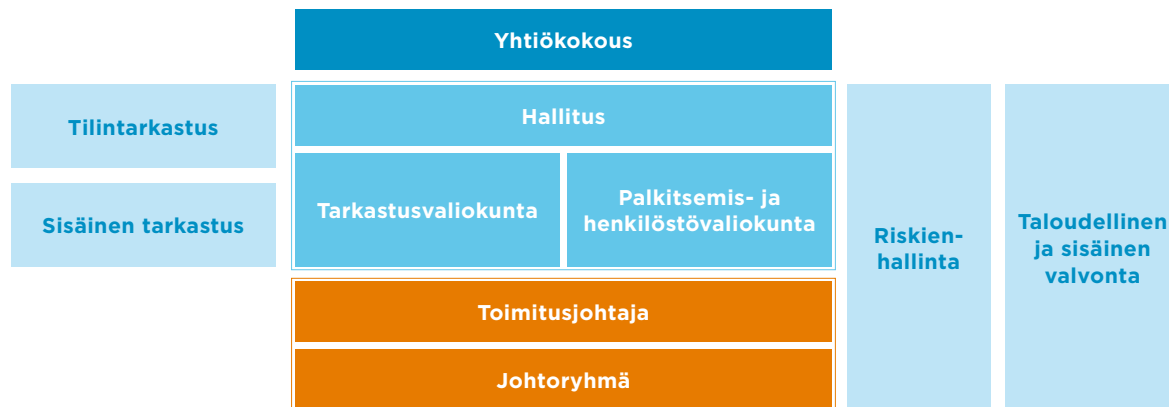 Yhtiökokous
Tilintarkastus
Hallitus
Sisäinen tarkastus
Tarkastusvaliokunta
Palkitsemis- ja
henkilöstövaliokunta
Riskien-
hallinta
Taloudellinen
ja sisäinen
valvonta
Toimitusjohtaja
Johtoryhmä